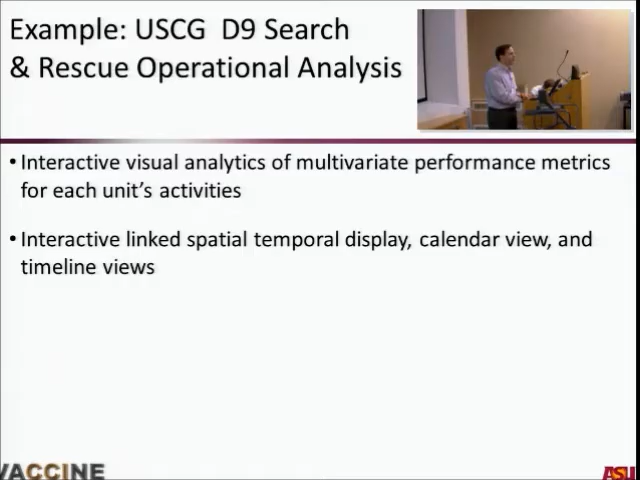 Example: USCG D9 Search
& Rescue Operational Analysis
• Interactive visual analytics of multivariate performance metrics
for each unit's activities
• Interactive linked spatial temporal display, calendar view, and
timeline views
VACCINE
ASU